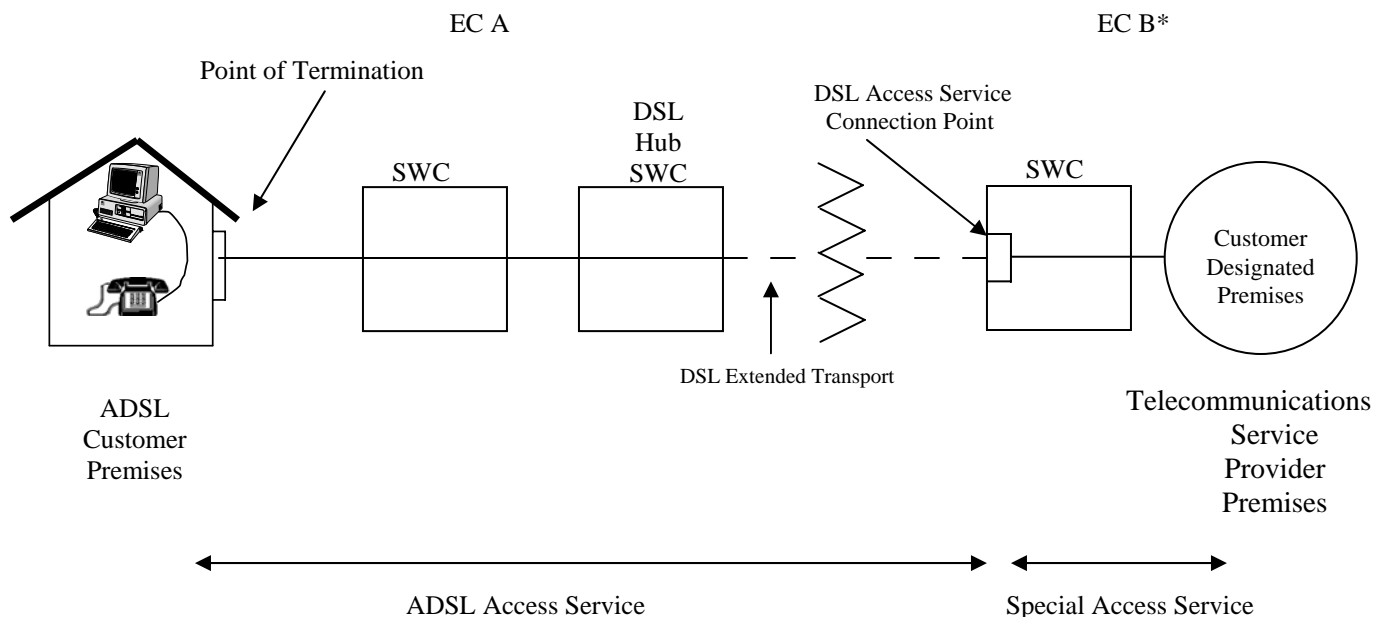 EC A
EC B*
Point of Termination
DSL Access Service
Connection Point
DSL
Hub
SWC
SWC
SWC
Customer
Designated
Premises
DSL Extended Transport
ADSL
Customer
Premises
Telecommunications
Service
Provider
Premises
ADSL Access Service
Special Access Service